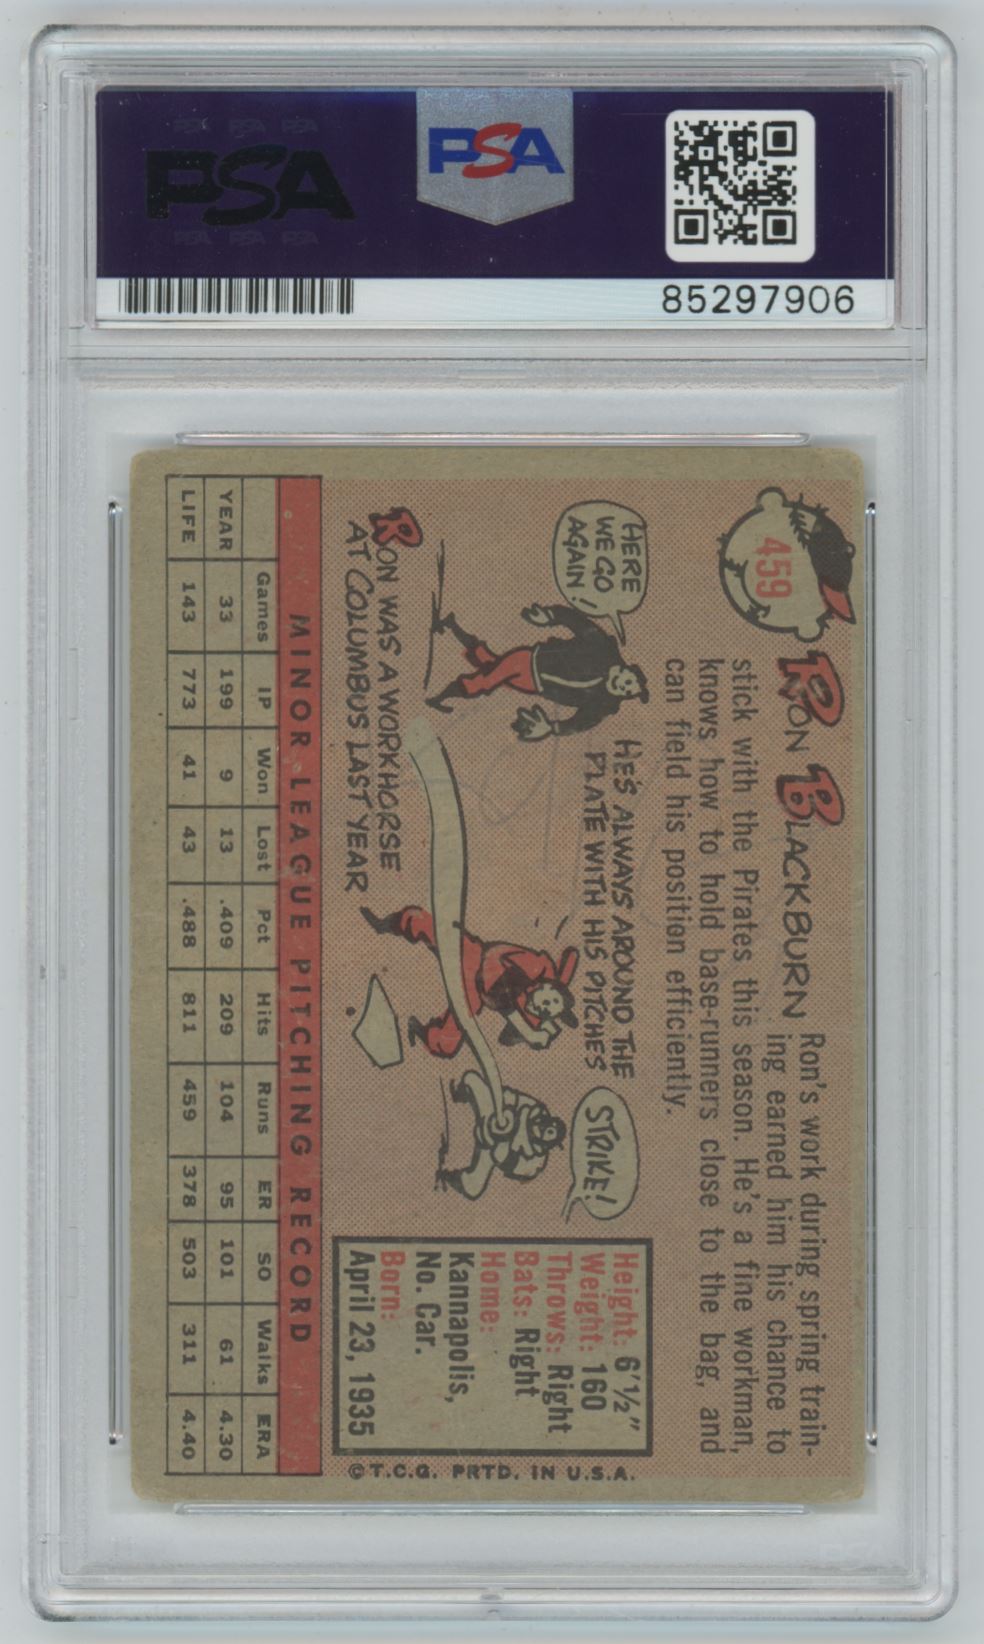 PSA PSA PSA
PSA
PSA PSA PSA
PSA
85297906
459
RON BLACKBURN
Ron's work during spring train-
ing earned him his chance to
stick with the Pirates this season. He's a fine workman,
knows how to hold base-runners close to the bag, and
can field his position efficiently.
HERE
WE GO
AGAIN!
HE'S ALWAYS AROUND THE
PLATE WITH HIS PITCHES
STRIKE!
RON WAS A WORKHORSE
AT COLUMBUS LAST YEAR
Height: 6'½"
Weight: 160
Throws: Right
Bats: Right
Home:
Kannapolis,
No. Car.
Born:
April 23, 1935
©T.C.G. PRTD. IN U.S.A.
MINOR LEAGUE PITCHING RECORD
Games IP Won Lost Pct Hits Runs ER SO Walks ERA
YEAR 33 199 9 13 .409 209 104 95 101 61 4.30
LIFE 143 773 41 43 .488 811 459 378 503 311 4.40